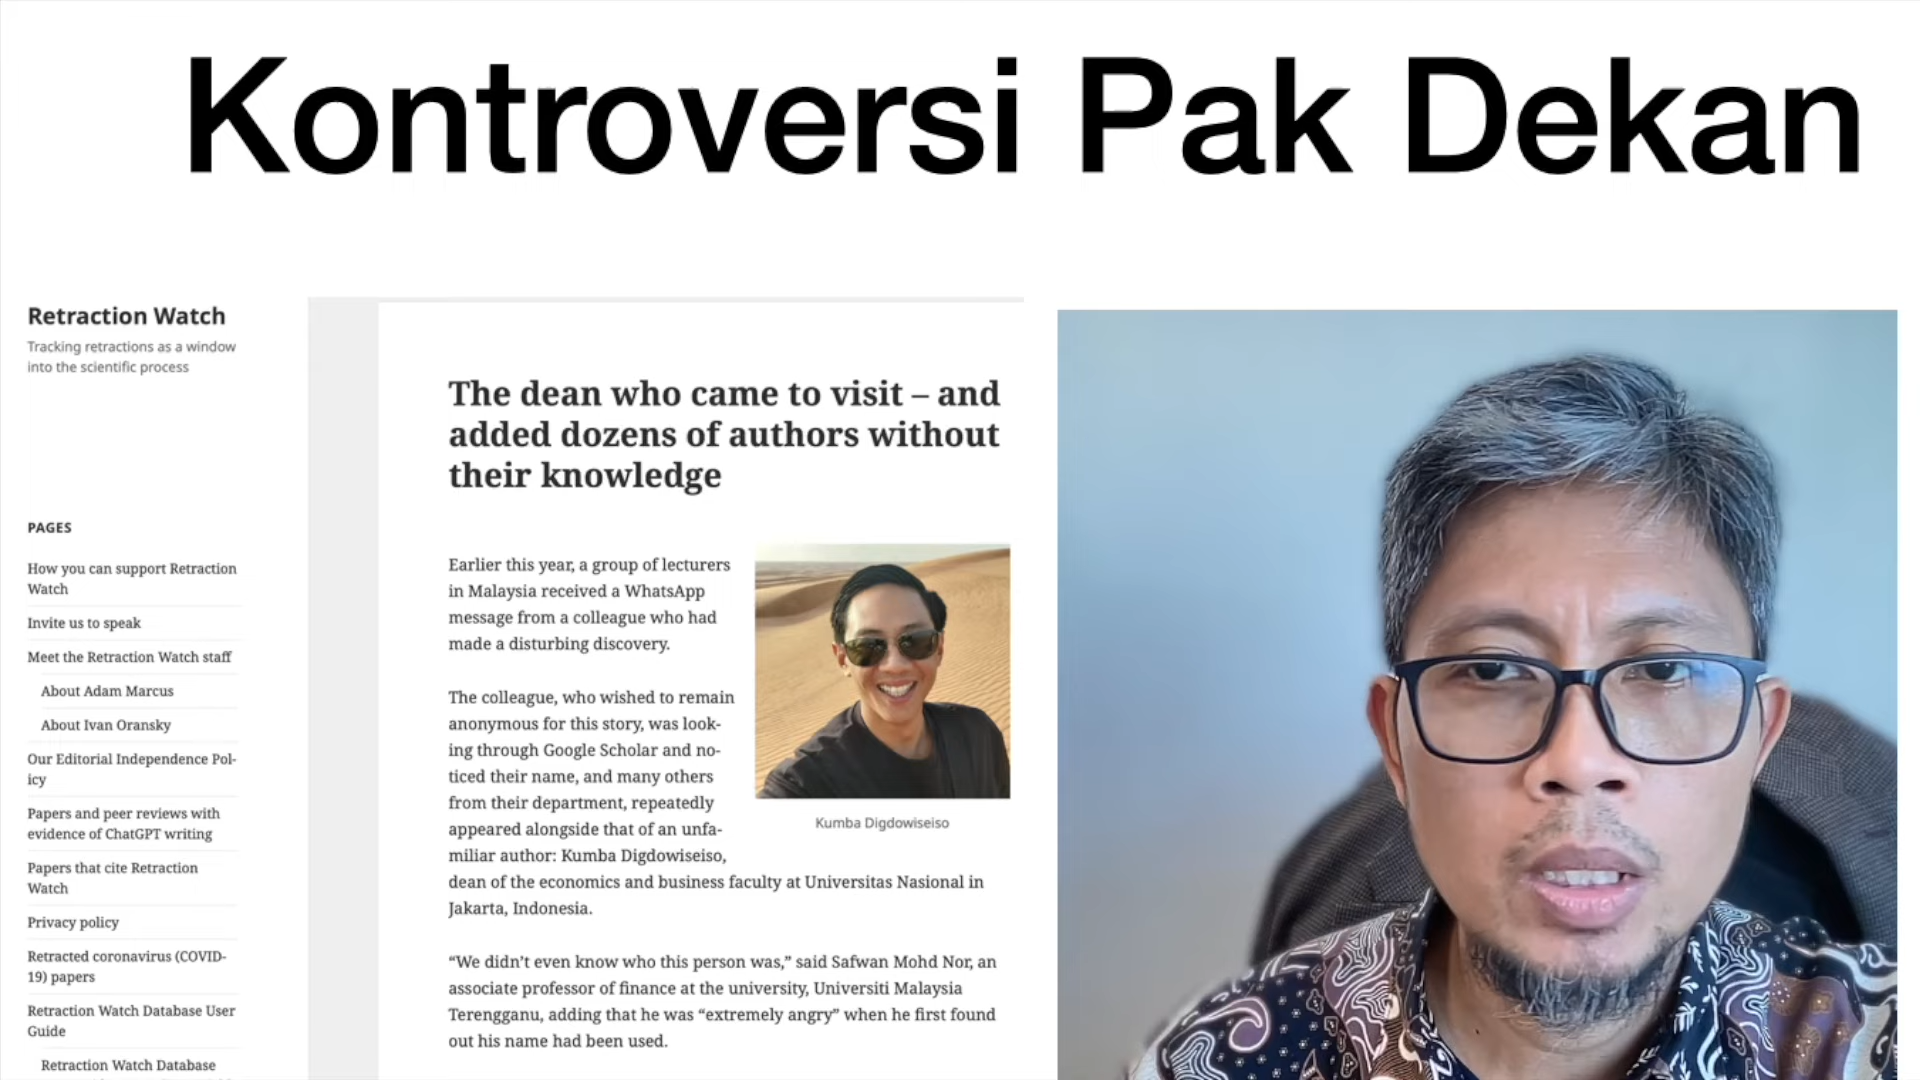 Kontroversi Pak Dekan
Retraction Watch
Tracking retractions as a window
into the scientific process
PAGES
How you can support Retraction
Watch
Invite us to speak
Meet the Retraction Watch staff
About Adam Marcus
About Ivan Oransky
Our Editorial Independence Pol-
icy
Papers and peer reviews with
evidence of ChatGPT writing
Papers that cite Retraction
Watch
Privacy policy
Retracted coronavirus (COVID-
19) papers
Retraction Watch Database User
Guide
Retraction Watch Database
The dean who came to visit – and
added dozens of authors without
their knowledge
Earlier this year, a group of lecturers
in Malaysia received a WhatsApp
message from a colleague who had
made a disturbing discovery.
The colleague, who wished to remain
anonymous for this story, was look-
ing through Google Scholar and no-
ticed their name, and many others
from their department, repeatedly
appeared alongside that of an unfa-
miliar author: Kumba Digdowiseiso,
dean of the economics and business faculty at Universitas Nasional in
Jakarta, Indonesia.
Kumba Digdowiseiso
“We didn’t even know who this person was,” said Safwan Mohd Nor, an
associate professor of finance at the university, Universiti Malaysia
Terengganu, adding that he was “extremely angry” when he first found
out his name had been used.